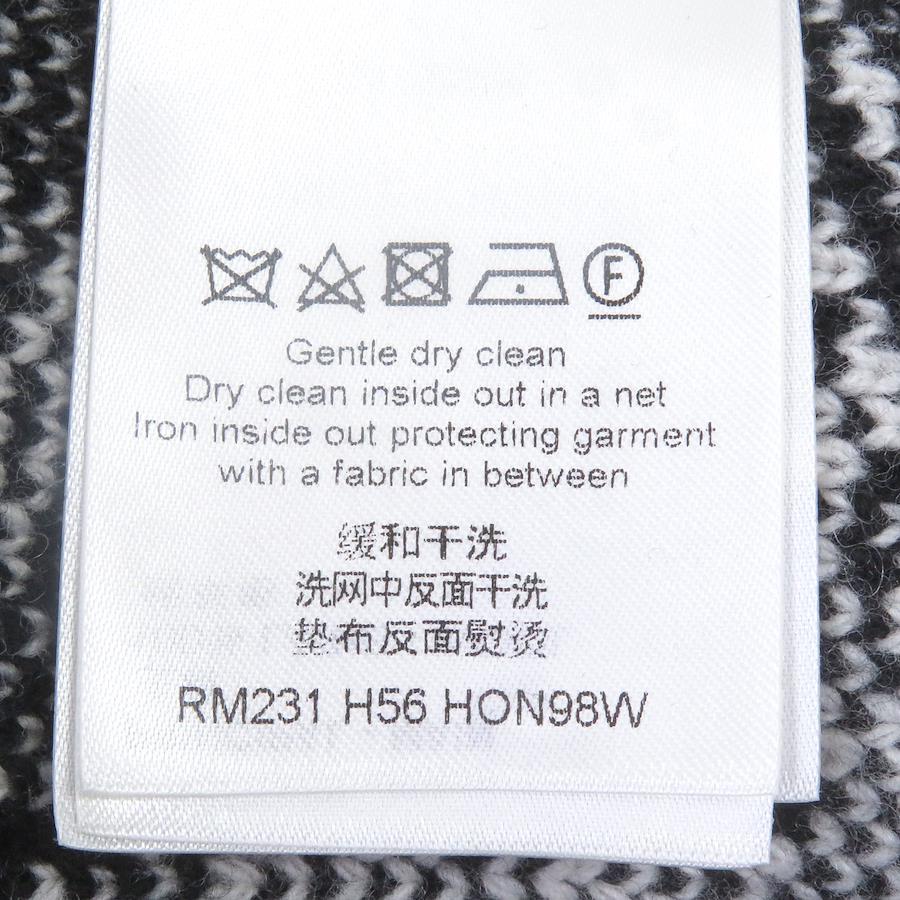 F
Gentle dry clean
Dry clean inside out in a net
Iron inside out protecting garment
with a fabric in between
缓和干洗
洗网中反面干洗
垫布反面熨烫
RM231 H56 HON98W